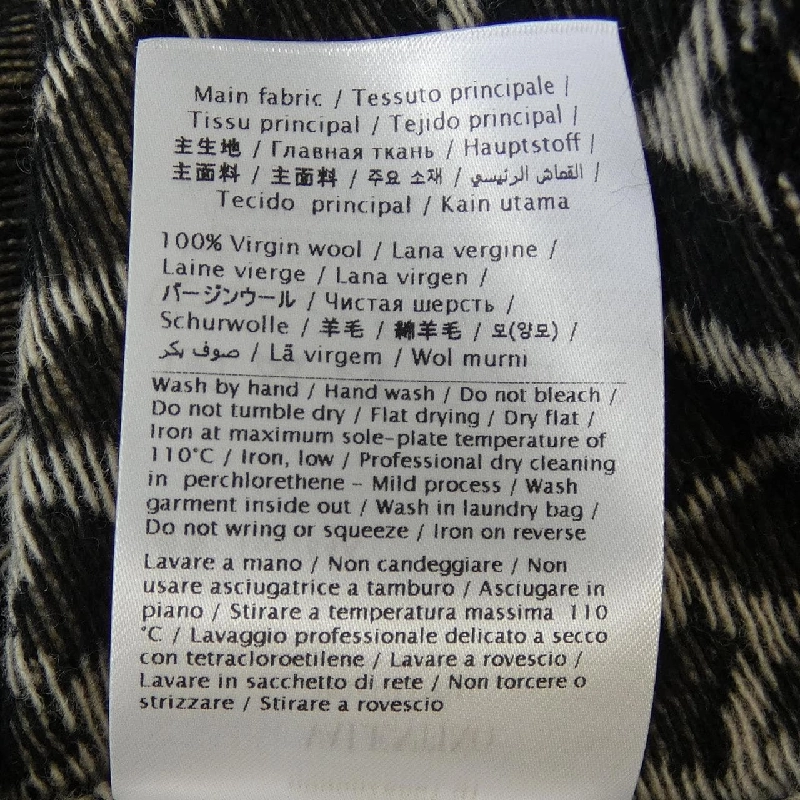 Main fabric / Tessuto principale /
Tissu principal / Tejido principal /
主生地 / Главная ткань / Hauptstoff /
主面料 / 主面料 / 주요 소재 / القماش الرئيسي /
Tecido principal / Kain utama
100% Virgin wool / Lana vergine /
Laine vierge / Lana virgen /
バージンウール / Чистая шерсть /
Schurwolle / 羊毛 / 綿羊毛 / 모(양모) /
صوف بكر / Lã virgem / Wol murni
Wash by hand / Hand wash / Do not bleach /
Do not tumble dry / Flat drying / Dry flat /
Iron at maximum sole-plate temperature of
110°C / Iron, low / Professional dry cleaning
in perchlorethene - Mild process / Wash
garment inside out / Wash in laundry bag /
Do not wring or squeeze / Iron on reverse
Lavare a mano / Non candeggiare / Non
usare asciugatrice a tamburo / Asciugare in
piano / Stirare a temperatura massima 110
°C / Lavaggio professionale delicato a secco
con tetracloroetilene / Lavare a rovescio /
Lavare in sacchetto di rete / Non torcere o
strizzare / Stirare a rovescio